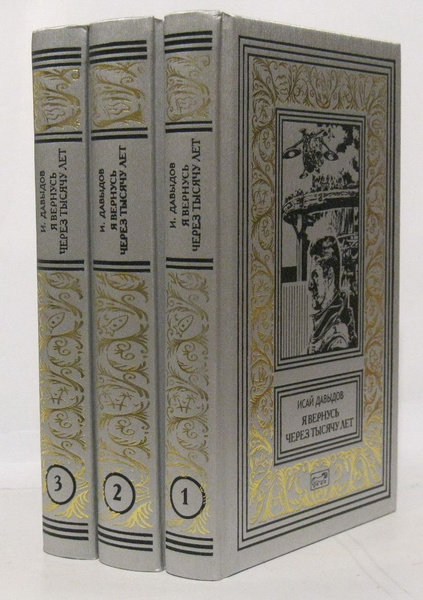 И. ДАВЫДОВ
Я ВЕРНУСЬ
ЧЕРЕЗ ТЫСЯЧУ ЛЕТ
3
И. ДАВЫДОВ
Я ВЕРНУСЬ
ЧЕРЕЗ ТЫСЯЧУ ЛЕТ
2
И. ДАВЫДОВ
Я ВЕРНУСЬ
ЧЕРЕЗ ТЫСЯЧУ ЛЕТ
1
ИСАЙ ДАВЫДОВ
Я ВЕРНУСЬ
ЧЕРЕЗ ТЫСЯЧУ ЛЕТ